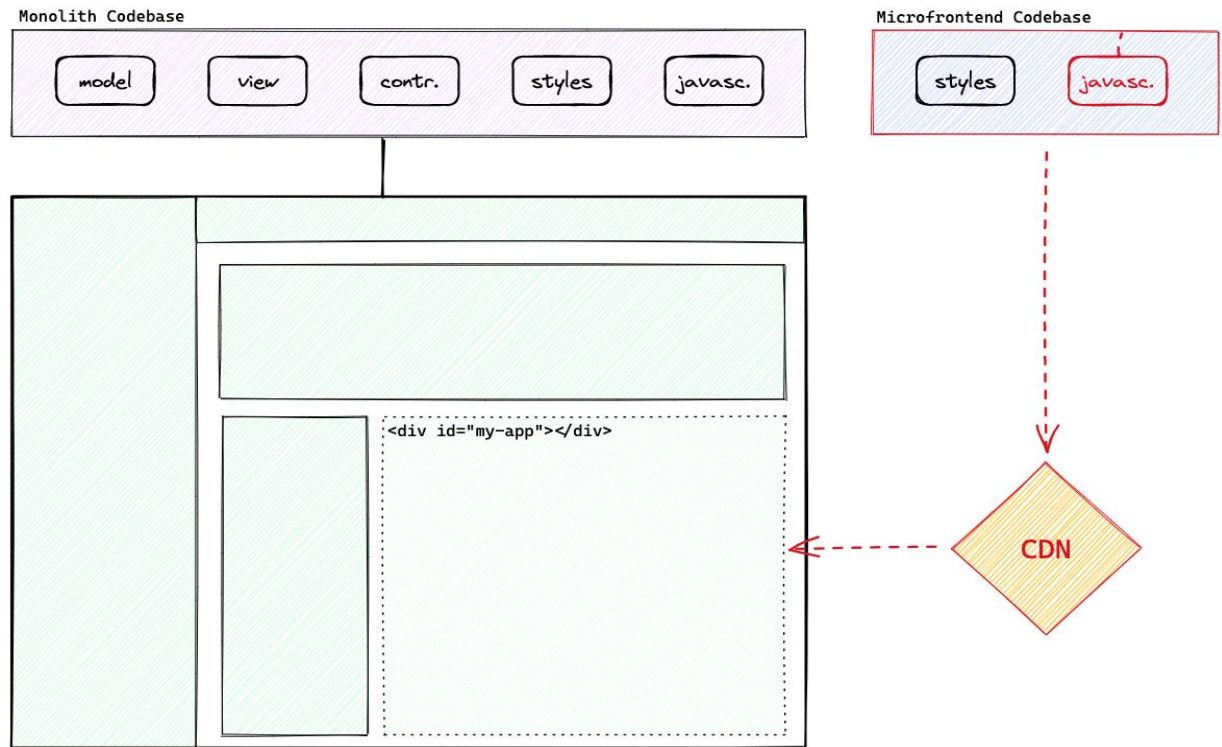 Monolith Codebase
model
view
contr.
styles
javasc.
Microfrontend Codebase
styles
javasc.
<div id="my-app"></div>
CDN